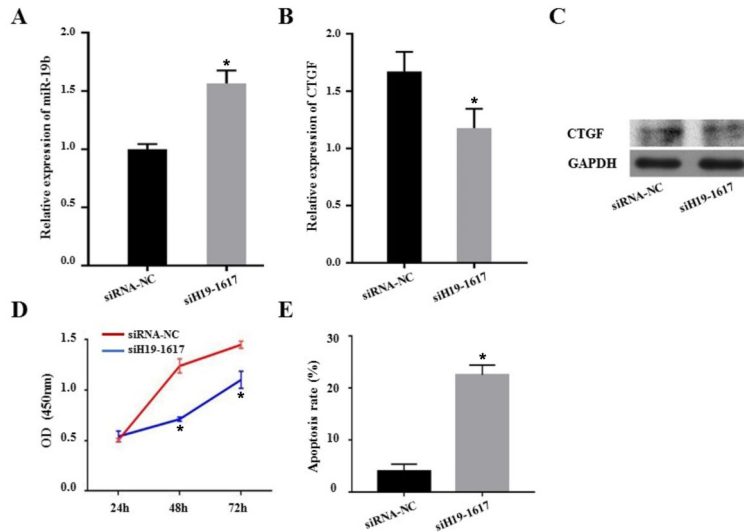 A
Relative expression of miR-19b
2.0
1.5
1.0
0.5
0.0
*
siRNA-NC
siH19-1617
B
Relative expression of CTGF
2.0
1.5
1.0
0.5
0.0
*
siRNA-NC
siH19-1617
C
CTGF
GAPDH
siRNA-NC
siH19-1617
D
OD (450nm)
1.5
1.0
0.5
0.0
siRNA-NC
siH19-1617
*
*
24h
48h
72h
E
Apoptosis rate (%)
30
20
10
0
*
siRNA-NC
siH19-1617